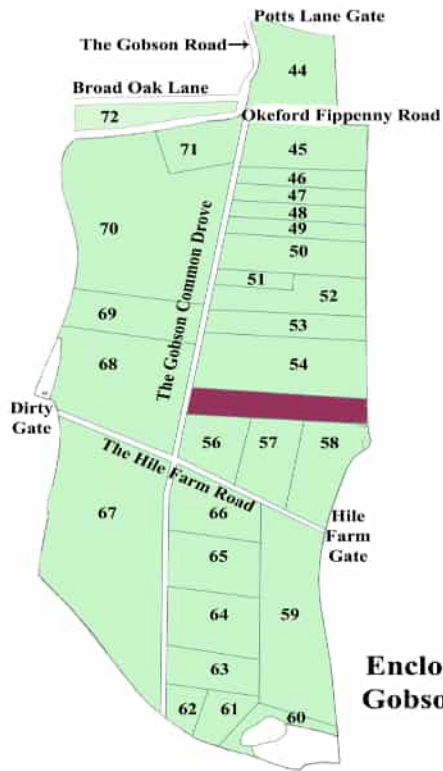 Potts Lane Gate
The Gobson Road→
44
Broad Oak Lane
72
Okeford Fippenny Road
71
45
46
47
48
49
50
70
The Gobson Common Drove
51
52
69
53
68
54
Dirty
Gate
56
57
58
The Hile Farm Road
67
66
Hile
Farm
Gate
65
59
64
63
62
61
60
Enclo
Gobso